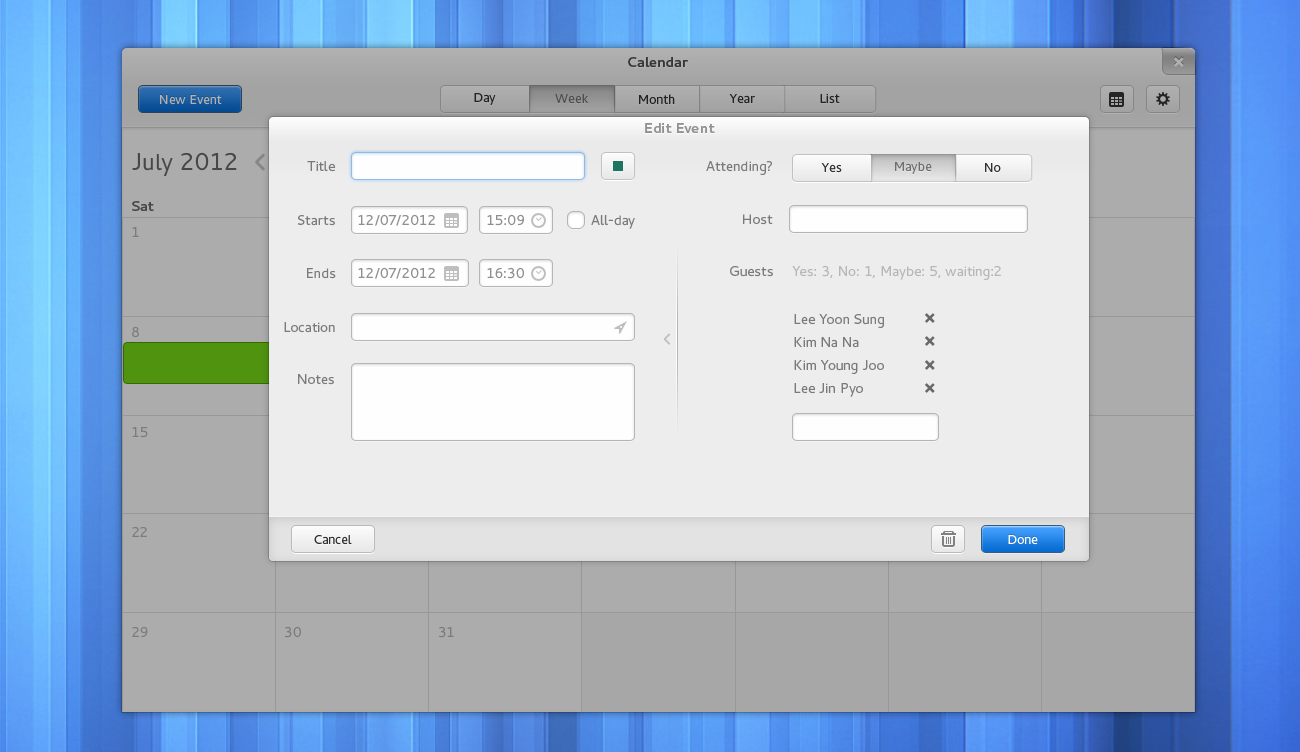 Calendar
New Event
Day Week Month Year List
July 2012
Sat
1
8
15
22
29 30 31
Edit Event
Title
Starts 12/07/2012 15:09 All-day
Ends 12/07/2012 16:30
Location
Notes
Attending? Yes Maybe No
Host
Guests Yes: 3, No: 1, Maybe: 5, waiting:2
Lee Yoon Sung
Kim Na Na
Kim Young Joo
Lee Jin Pyo
Cancel Done